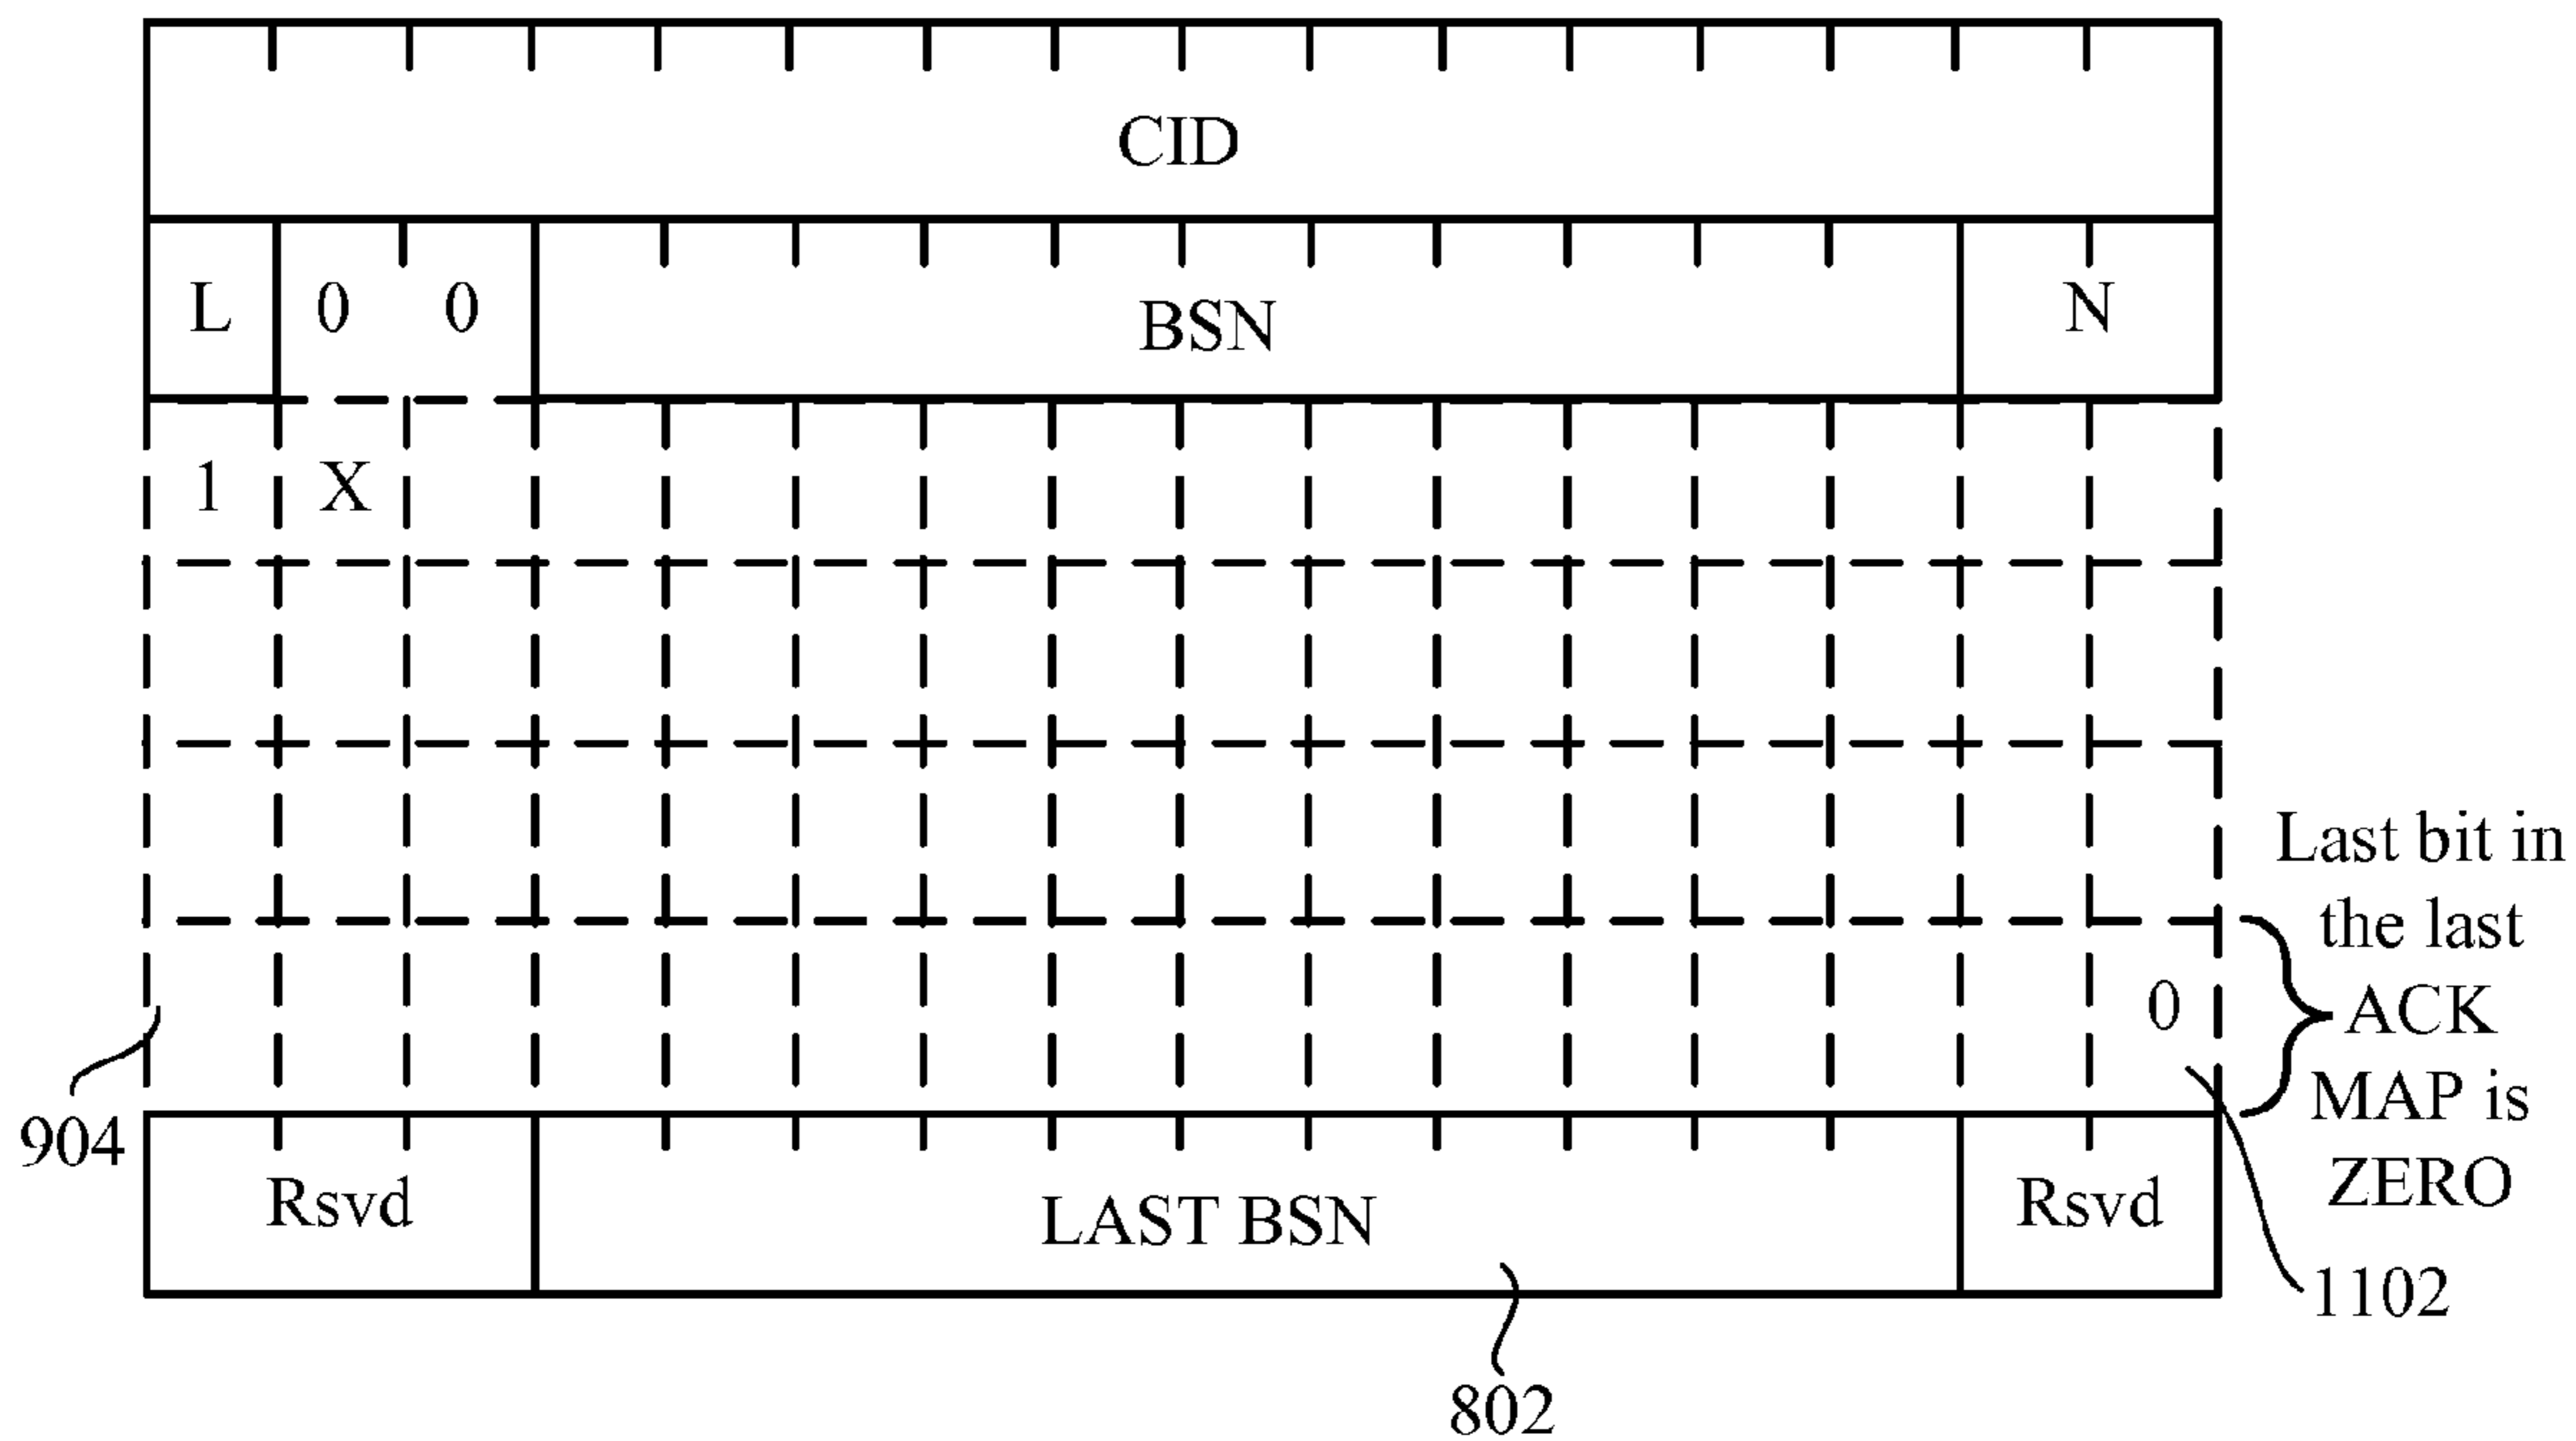 CID
L 0 0 BSN N
1 X
Last bit in
the last
0 ACK
904 MAP is
Rsvd LAST BSN Rsvd ZERO
1102
802